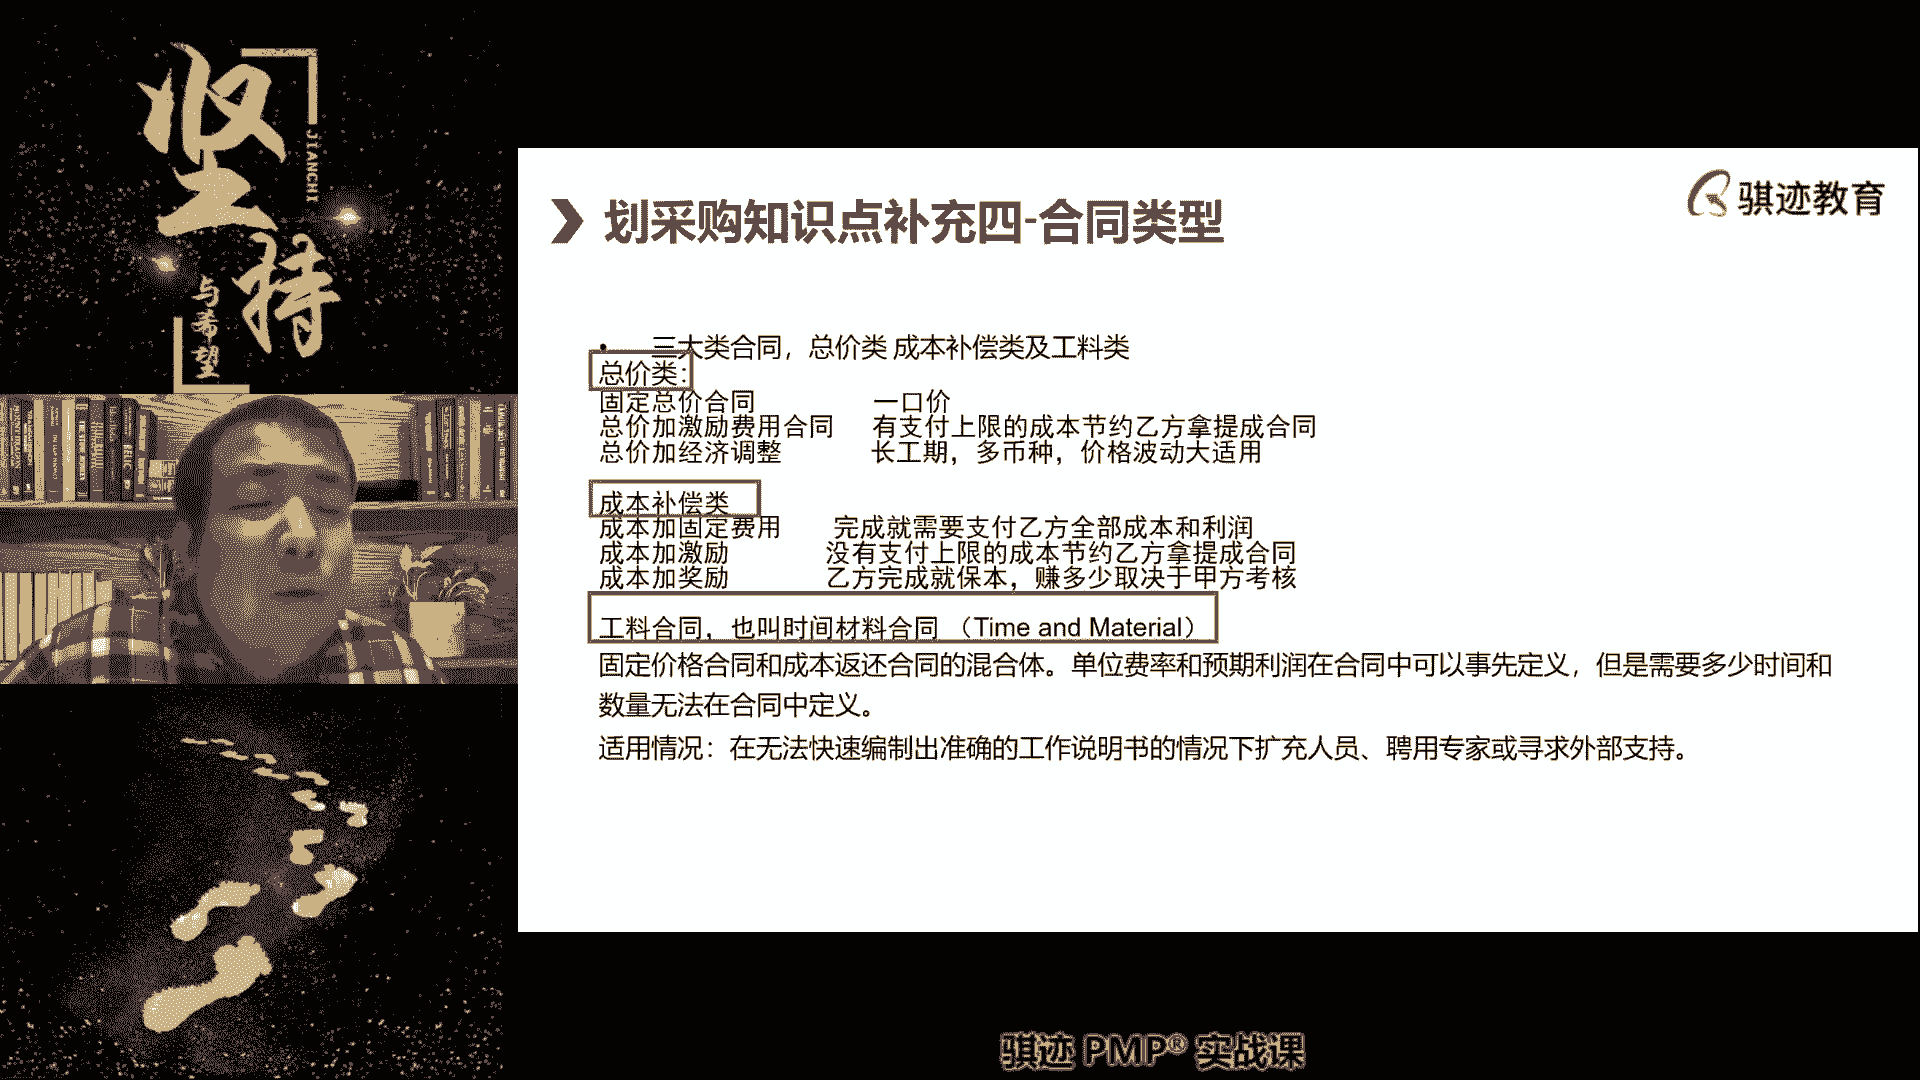 坚持
JIANCHI
与希望
骐迹教育
划采购知识点补充四-合同类型
• 三大类合同，总价类 成本补偿类及工料类
总价类：
固定总价合同 一口价
总价加激励费用合同 有支付上限的成本节约乙方拿提成合同
总价加经济调整 长工期，多币种，价格波动大适用
成本补偿类
成本加固定费用 完成就需要支付乙方全部成本和利润
成本加激励 没有支付上限的成本节约乙方拿提成合同
成本加奖励 乙方完成就保本，赚多少取决于甲方考核
工料合同，也叫时间材料合同 （Time and Material）
固定价格合同和成本返还合同的混合体。单位费率和预期利润在合同中可以事先定义，但是需要多少时间和
数量无法在合同中定义。
适用情况：在无法快速编制出准确的工作说明书的情况下扩充人员、聘用专家或寻求外部支持。
骐迹 PMP® 实战课